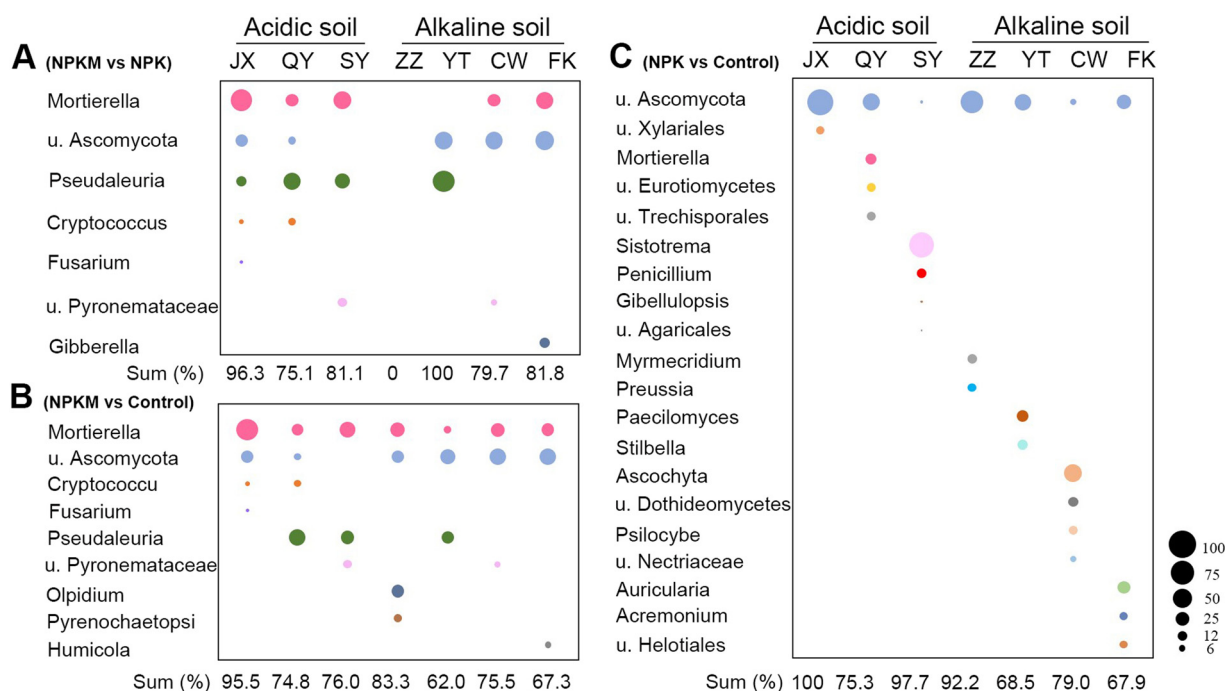 A (NPKM vs NPK)
Acidic soil Alkaline soil
JX QY SY ZZ YT CW FK
Mortierella
u. Ascomycota
Pseudaleuria
Cryptococcus
Fusarium
u. Pyronemataceae
Gibberella
Sum (%) 96.3 75.1 81.1 0 100 79.7 81.8
B (NPKM vs Control)
Mortierella
u. Ascomycota
Cryptococcu
Fusarium
Pseudaleuria
u. Pyronemataceae
Olpidium
Pyrenochaetopsi
Humicola
Sum (%) 95.5 74.8 76.0 83.3 62.0 75.5 67.3
C (NPK vs Control)
Acidic soil Alkaline soil
JX QY SY ZZ YT CW FK
u. Ascomycota
u. Xylariales
Mortierella
u. Eurotiomycetes
u. Trechisporales
Sistotrema
Penicillium
Gibellulopsis
u. Agaricales
Myrmecridium
Preussia
Paecilomyces
Stilbella
Ascochyta
u. Dothideomycetes
Psilocybe
u. Nectriaceae
Auricularia
Acremonium
u. Helotiales
Sum (%) 100 75.3 97.7 92.2 68.5 79.0 67.9
100
75
50
25
12
6